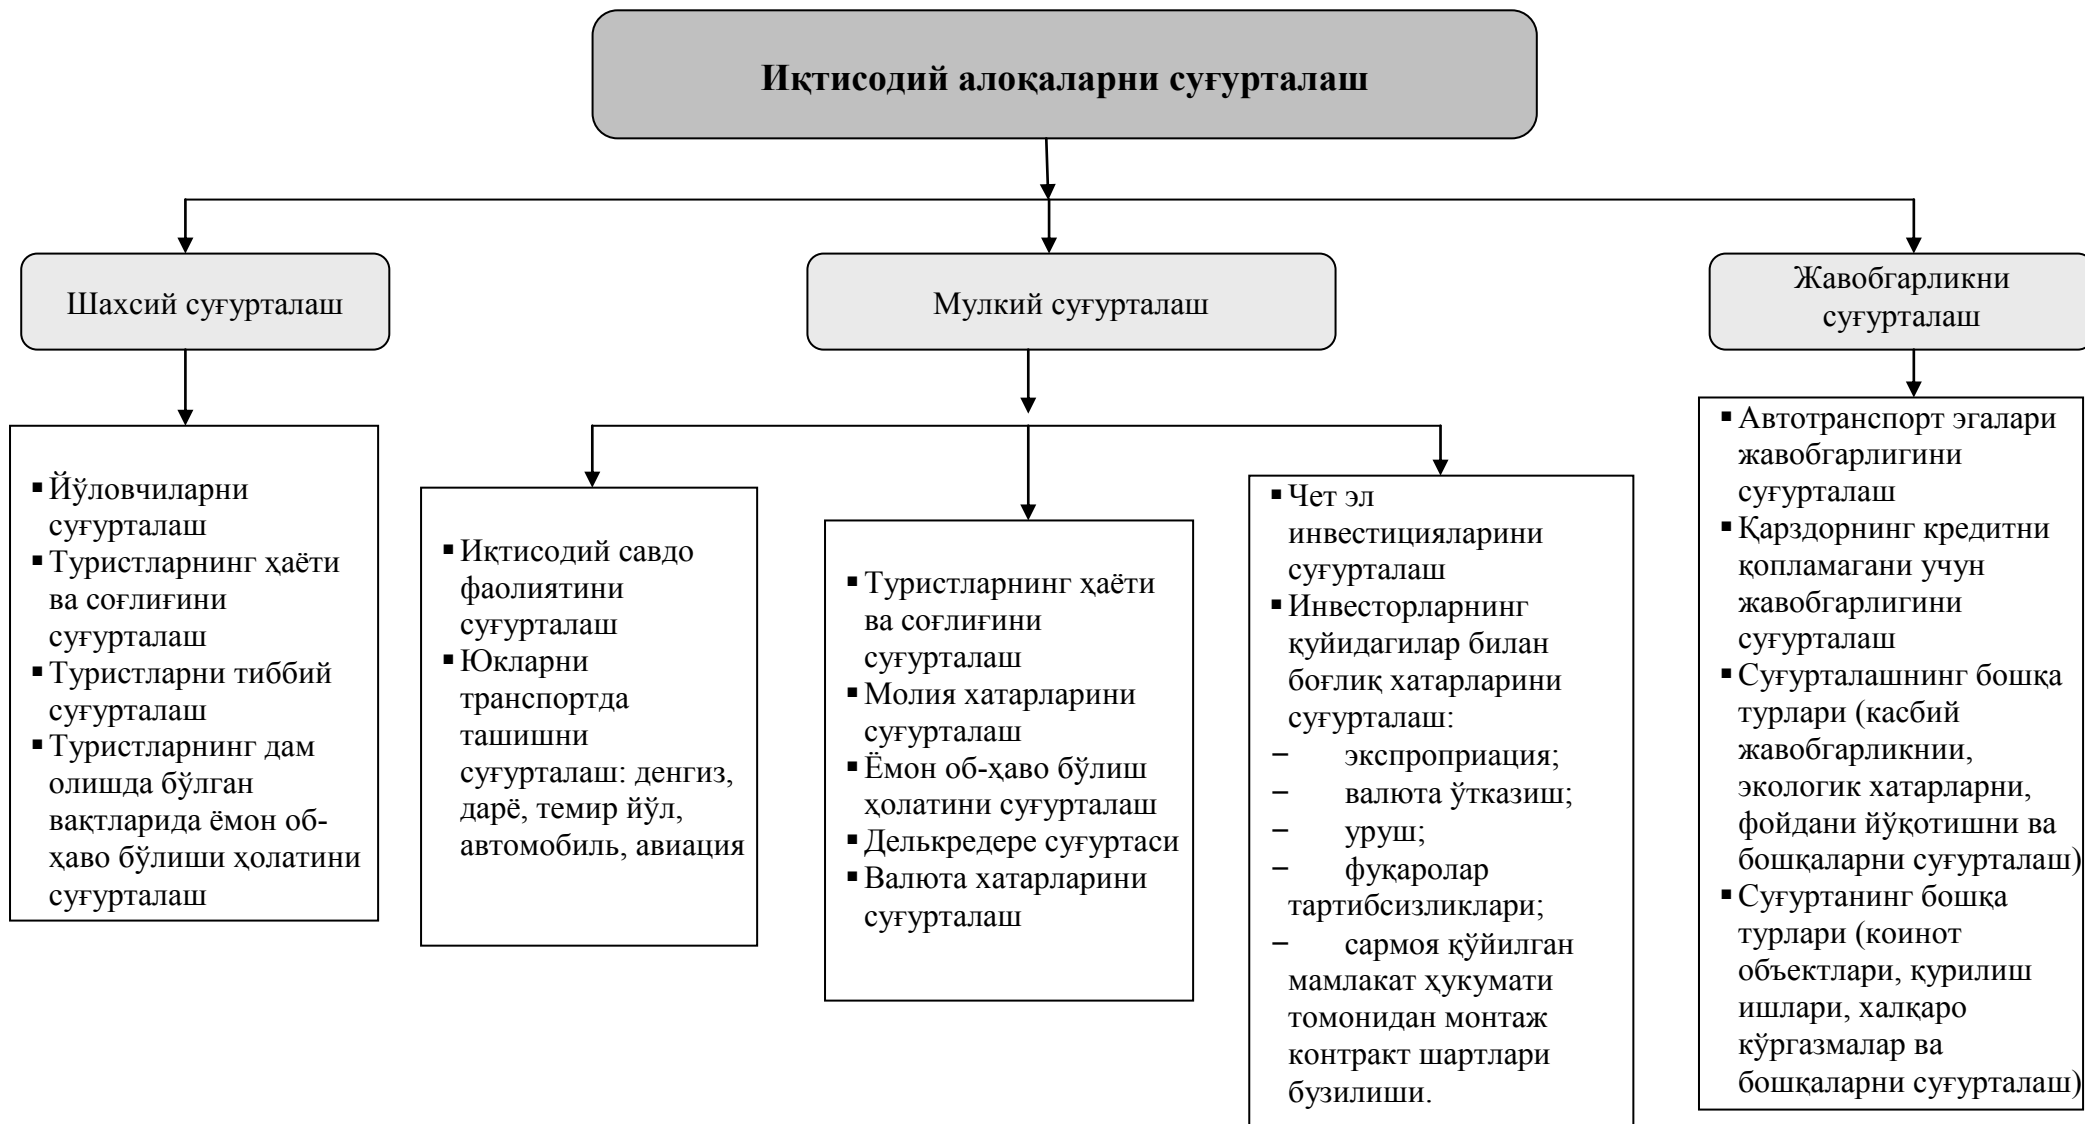 Иқтисодий алоқаларни суғурталаш
Шахсий суғурталаш
Мулкий суғурталаш
Жавобгарликни
суғурталаш
▪ Йўловчиларни
суғурталаш
▪ Туристларнинг ҳаёти
ва соғлиғини
суғурталаш
▪ Туристларни тиббий
суғурталаш
▪ Туристларнинг дам
олишда бўлган
вақтларида ёмон об-
ҳаво бўлиши ҳолатини
суғурталаш
▪ Иқтисодий савдо
фаолиятини
суғурталаш
▪ Юкларни
транспортда
ташишни
суғурталаш: денгиз,
дарё, темир йўл,
автомобиль, авиация
▪ Туристларнинг ҳаёти
ва соғлиғини
суғурталаш
▪ Молия хатарларини
суғурталаш
▪ Ёмон об-ҳаво бўлиш
ҳолатини суғурталаш
▪ Делькредере суғуртаси
▪ Валюта хатарларини
суғурталаш
▪ Чет эл
инвестицияларини
суғурталаш
▪ Инвесторларнинг
қуйидагилар билан
боғлиқ хатарларини
суғурталаш:
– экспроприация;
– валюта ўтказиш;
– уруш;
– фуқаролар
тартибсизликлари;
– сармоя қўйилган
мамлакат ҳукумати
томонидан монтаж
контракт шартлари
бузилиши.
▪ Автотранспорт эгалари
жавобгарлигини
суғурталаш
▪ Қарздорнинг кредитни
қопламагани учун
жавобгарлигини
суғурталаш
▪ Суғурталашнинг бошқа
турлари (касбий
жавобгарликнии,
экологик хатарларни,
фойдани йўқотишни ва
бошқаларни суғурталаш)
▪ Суғуртанинг бошқа
турлари (коинот
объектлари, қурилиш
ишлари, халқаро
кўргазмалар ва
бошқаларни суғурталаш)